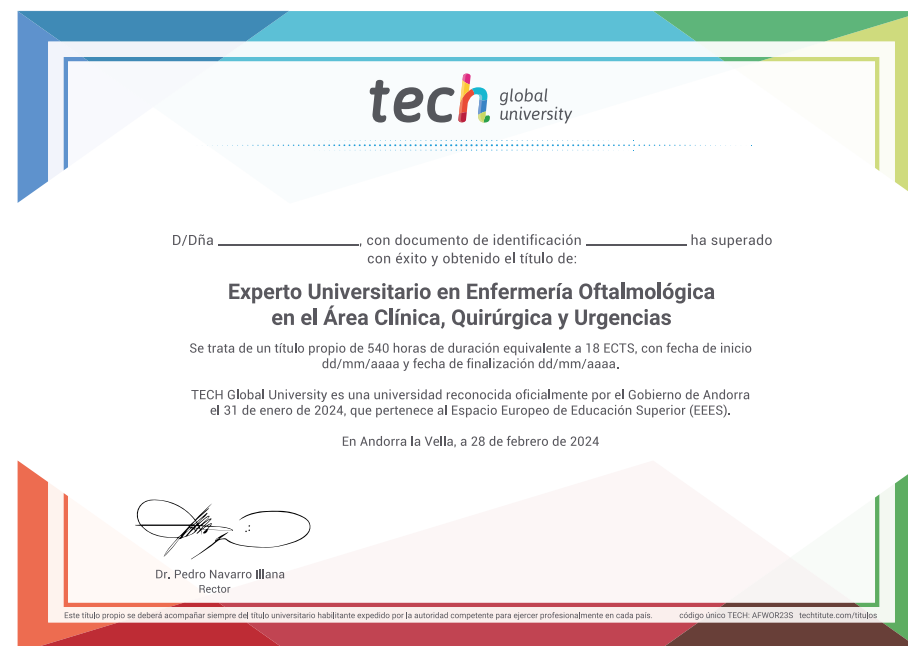 tech global university
D/Dña ____________________, con documento de identificación ______________ ha superado
con éxito y obtenido el título de:
Experto Universitario en Enfermería Oftalmológica
en el Área Clínica, Quirúrgica y Urgencias
Se trata de un título propio de 540 horas de duración equivalente a 18 ECTS, con fecha de inicio
dd/mm/aaaa y fecha de finalización dd/mm/aaaa.
TECH Global University es una universidad reconocida oficialmente por el Gobierno de Andorra
el 31 de enero de 2024, que pertenece al Espacio Europeo de Educación Superior (EEES).
En Andorra la Vella, a 28 de febrero de 2024
Dr. Pedro Navarro Illana
Rector
Este título propio se deberá acompañar siempre del título universitario habilitante expedido por la autoridad competente para ejercer profesionalmente en cada país. código único TECH: AFWOR23S techtitute.com/titulos